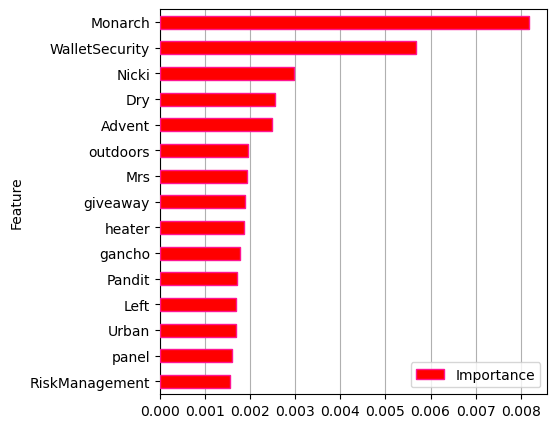 Monarch
WalletSecurity
Nicki
Dry
Advent
outdoors
Mrs
giveaway
heater
gancho
Pandit
Left
Urban
panel
RiskManagement
Feature
Importance
0.000 0.001 0.002 0.003 0.004 0.005 0.006 0.007 0.008